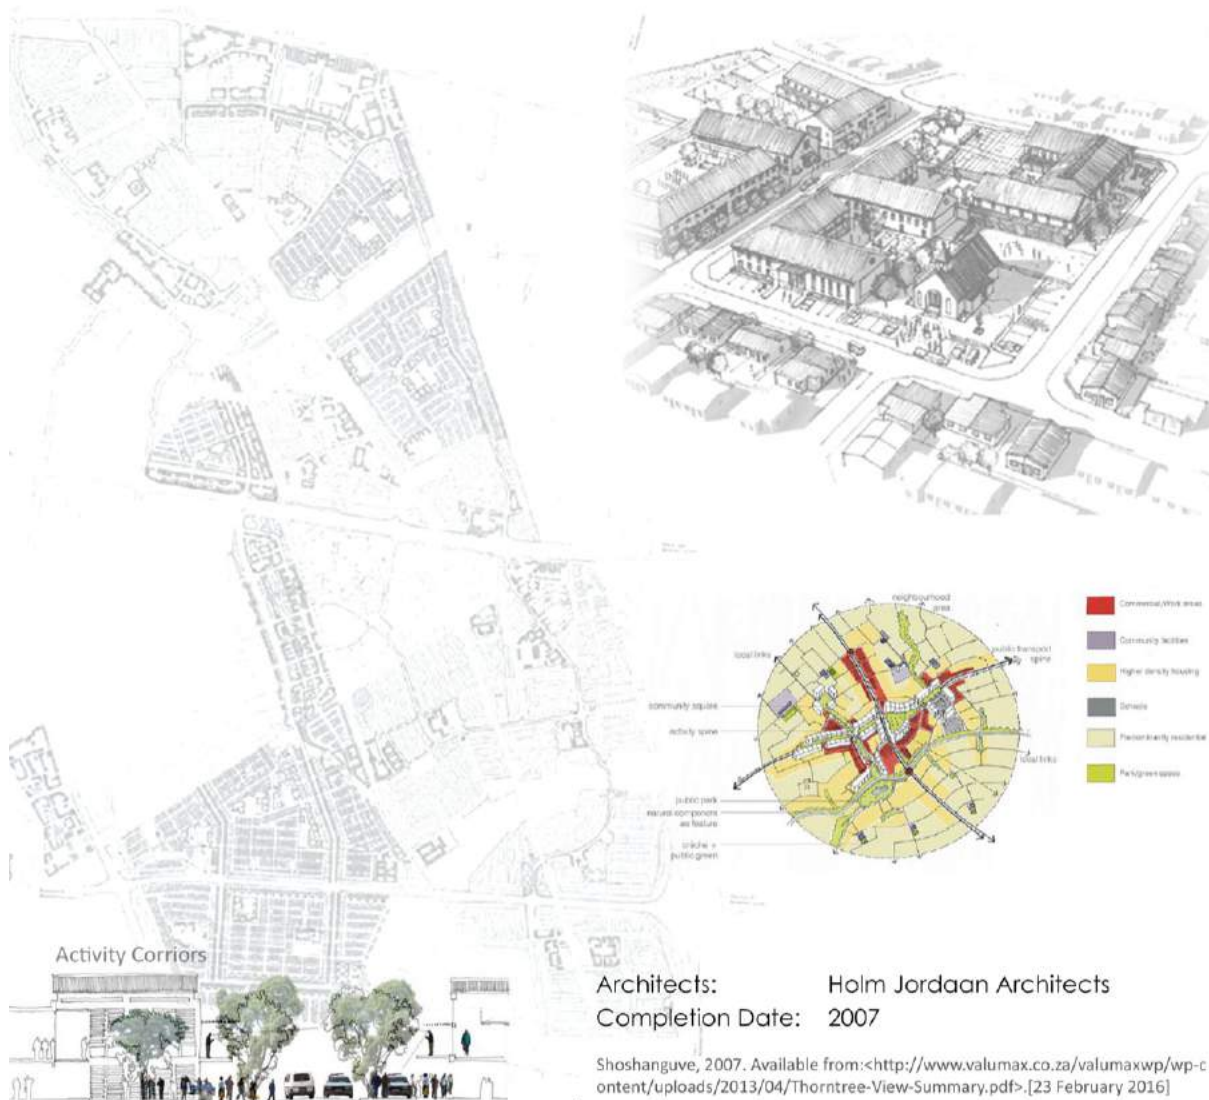 neighbourhood
area
local links
public transport
spine
community square
activity spine
local links
public park
natural component
as feature
crèche +
public green
Commercial/Work areas
Community facilities
Higher density housing
Schools
Predominantly residential
Park/green space
Activity Corriors
Architects: Holm Jordaan Architects
Completion Date: 2007
Shoshanguve, 2007. Available from:<http://www.valumax.co.za/valumaxwp/wp-c
ontent/uploads/2013/04/Thorntree-View-Summary.pdf>.[23 February 2016]